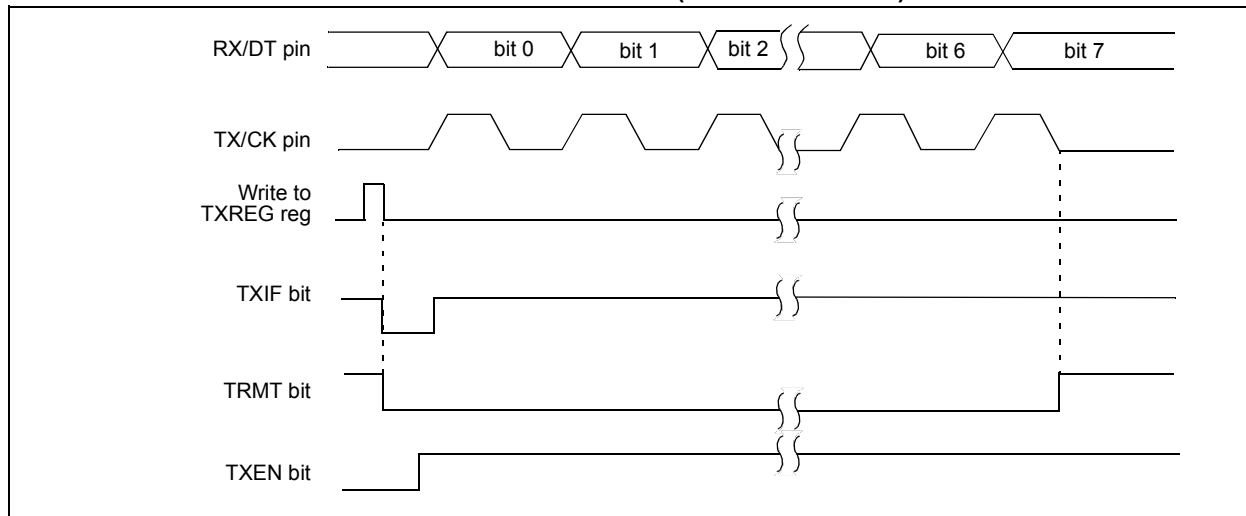 RX/DT pin
bit 0 bit 1 bit 2 bit 6 bit 7
TX/CK pin
Write to
TXREG reg
TXIF bit
TRMT bit
TXEN bit